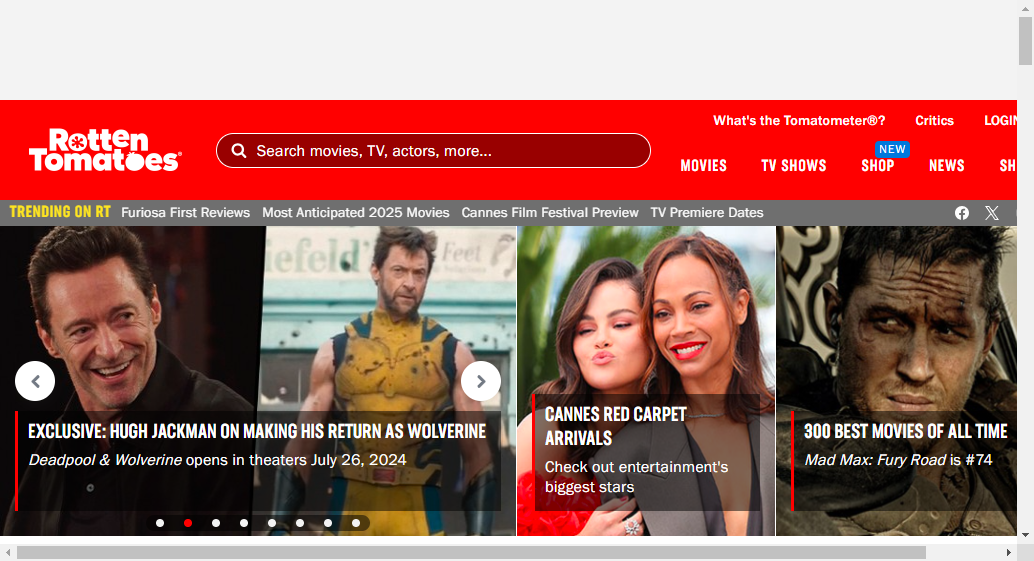 What's the Tomatometer®?
Critics
LOGIN
Rotten
Tomatoes®
Search movies, TV, actors, more...
NEW
MOVIES
TV SHOWS
SHOP
NEWS
SH
TRENDING ON RT
Furiosa First Reviews
Most Anticipated 2025 Movies
Cannes Film Festival Preview
TV Premiere Dates
Feel
EXCLUSIVE: HUGH JACKMAN ON MAKING HIS RETURN AS WOLVERINE
Deadpool & Wolverine opens in theaters July 26, 2024
CANNES RED CARPET
ARRIVALS
Check out entertainment's
biggest stars
300 BEST MOVIES OF ALL TIME
Mad Max: Fury Road is #74